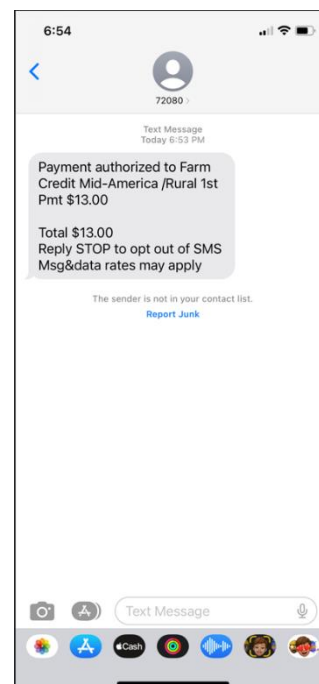 6:54
72080
Text Message
Today 6:53 PM
Payment authorized to Farm
Credit Mid-America /Rural 1st
Pmt $13.00
Total $13.00
Reply STOP to opt out of SMS
Msg&data rates may apply
The sender is not in your contact list.
Report Junk
Text Message
Cash